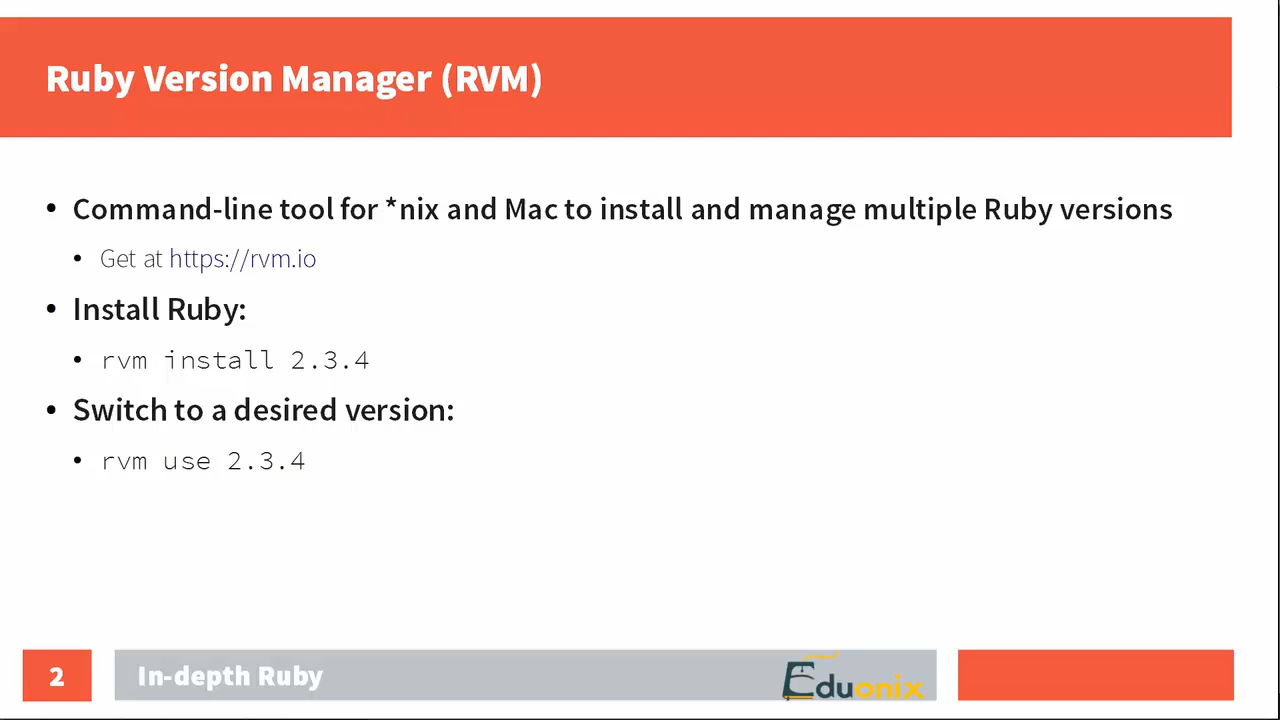 Ruby Version Manager (RVM)
• Command-line tool for *nix and Mac to install and manage multiple Ruby versions
• Get at https://rvm.io
• Install Ruby:
• rvm install 2.3.4
• Switch to a desired version:
• rvm use 2.3.4
2
In-depth Ruby
Eduonix